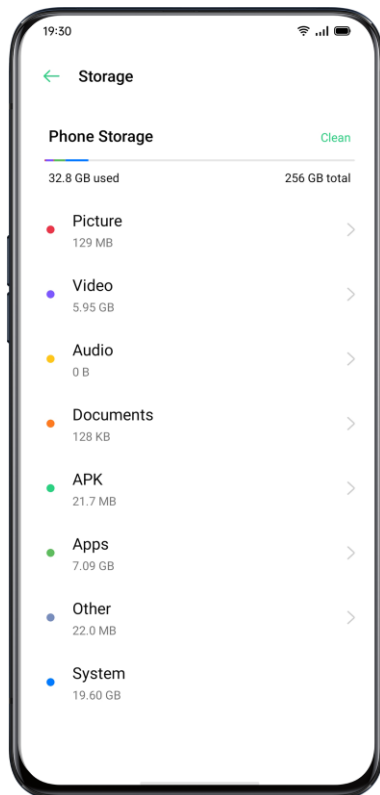 19:30
Storage
Phone Storage Clean
32.8 GB used 256 GB total
Picture
129 MB
Video
5.95 GB
Audio
0 B
Documents
128 KB
APK
21.7 MB
Apps
7.09 GB
Other
22.0 MB
System
19.60 GB